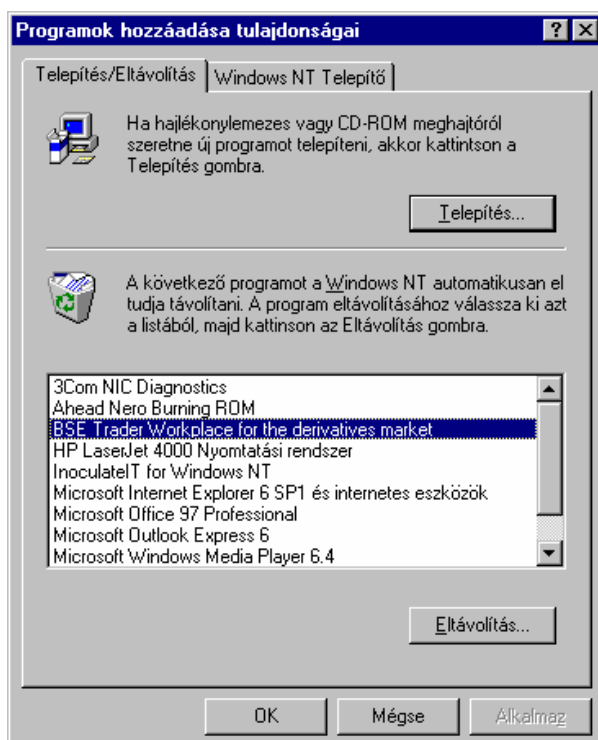 Programok hozzáadása tulajdonságai
Telepítés/Eltávolítás
Windows NT Telepítő
Ha hajlékonylemezes vagy CD-ROM meghajtóról
szeretne új programot telepíteni, akkor kattintson a
Telepítés gombra.
Telepítés...
A következő programot a Windows NT automatikusan el
tudja távolítani. A program eltávolításához válassza ki azt
a listából, majd kattinson az Eltávolítás gombra.
3Com NIC Diagnostics
Ahead Nero Burning ROM
BSE Trader Workplace for the derivatives market
HP LaserJet 4000 Nyomtatási rendszer
InoculateIT for Windows NT
Microsoft Internet Explorer 6 SP1 és internetes eszközök
Microsoft Office 97 Professional
Microsoft Outlook Express 6
Microsoft Windows Media Player 6.4
Eltávolítás...
OK
Mégse
Alkalmaz